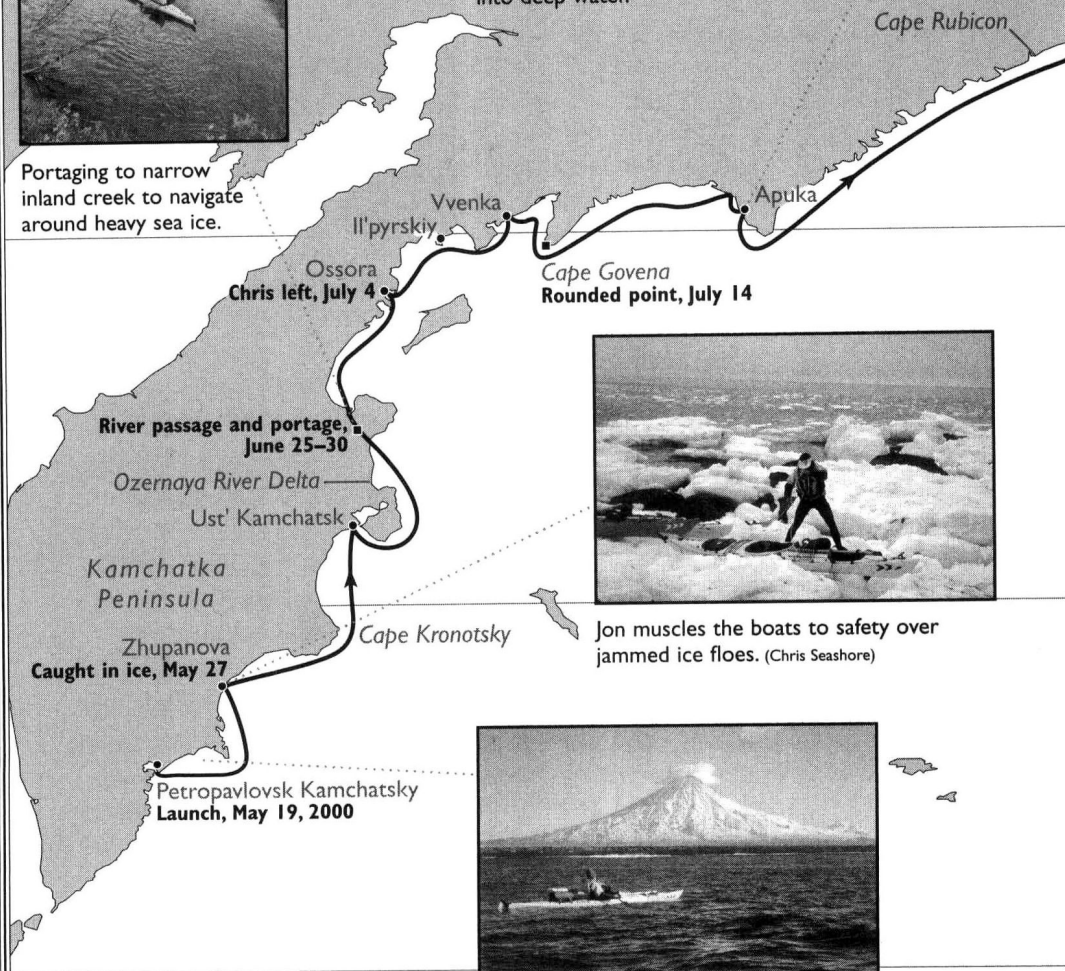 into deep water.
Cape Rubicon
Portaging to narrow
inland creek to navigate
around heavy sea ice.
Vvenka
Il'pyrskiy
Apuka
Ossora
Chris left, July 4
Cape Govena
Rounded point, July 14
River passage and portage,
June 25–30
Ozernaya River Delta
Ust' Kamchatsk
Kamchatka
Peninsula
Cape Kronotsky
Zhupanova
Caught in ice, May 27
Jon muscles the boats to safety over
jammed ice floes. (Chris Seashore)
Petropavlovsk Kamchatsky
Launch, May 19, 2000